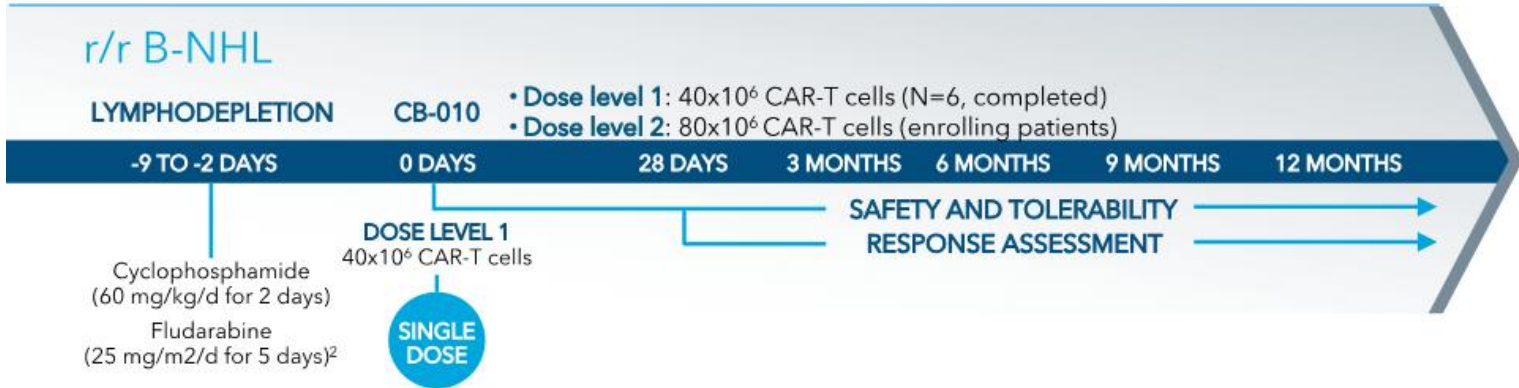 r/r B-NHL
LYMPHODEPLETION
CB-010
• Dose level 1: 40x10⁶ CAR-T cells (N=6, completed)
• Dose level 2: 80x10⁶ CAR-T cells (enrolling patients)
-9 TO -2 DAYS
0 DAYS
28 DAYS
3 MONTHS
6 MONTHS
9 MONTHS
12 MONTHS
Cyclophosphamide
(60 mg/kg/d for 2 days)
Fludarabine
(25 mg/m2/d for 5 days)²
DOSE LEVEL 1
40x10⁶ CAR-T cells
SINGLE
DOSE
SAFETY AND TOLERABILITY
RESPONSE ASSESSMENT